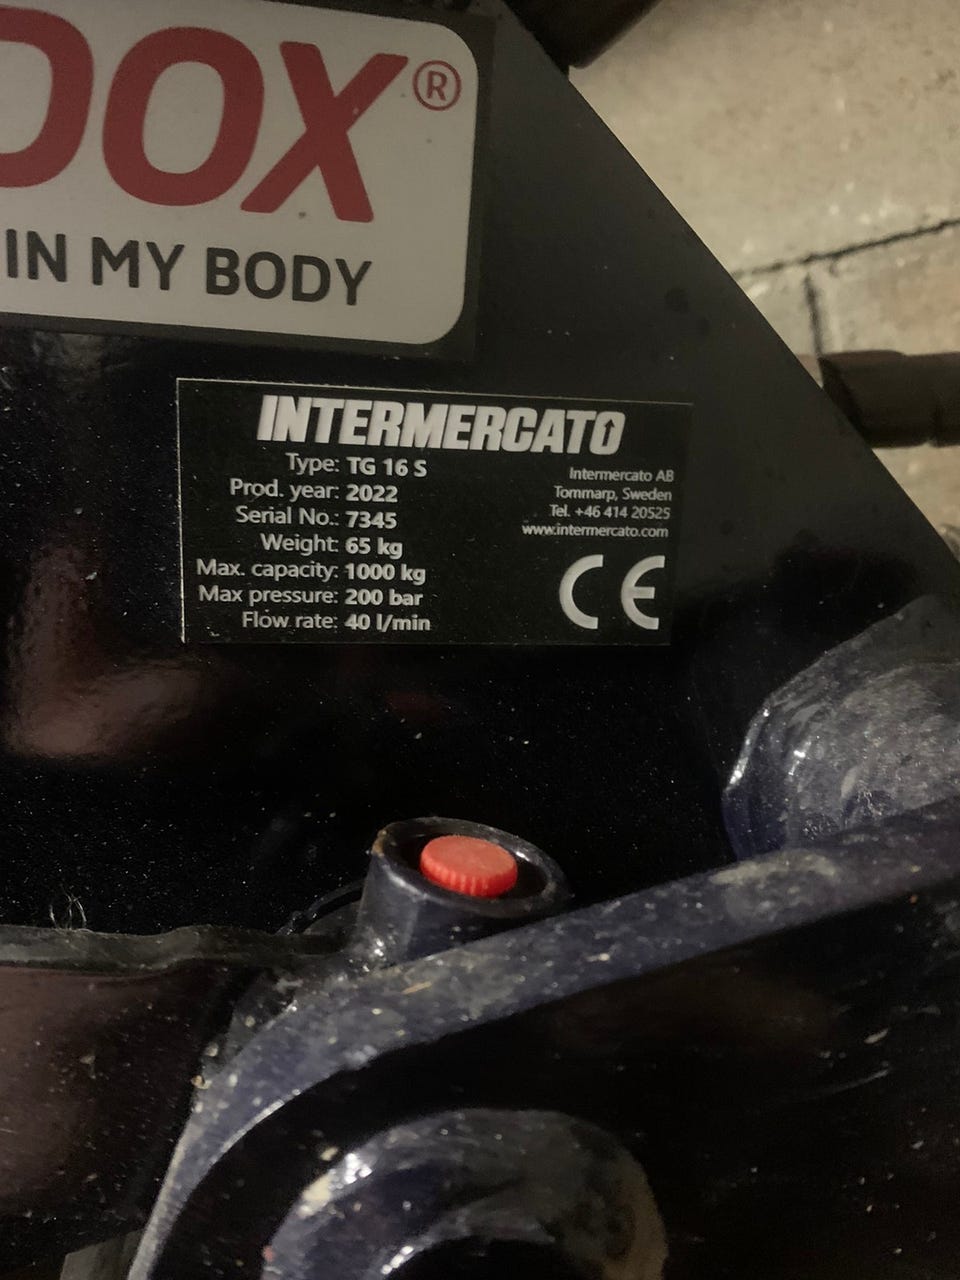 DOX®
IN MY BODY
INTERMERCATO
Type: TG 16 S
Prod. year: 2022
Serial No.: 7345
Weight: 65 kg
Max. capacity: 1000 kg
Max pressure: 200 bar
Flow rate: 40 l/min
Intermercato AB
Tommarp, Sweden
Tel. +46 414 20525
www.intermercato.com
CE